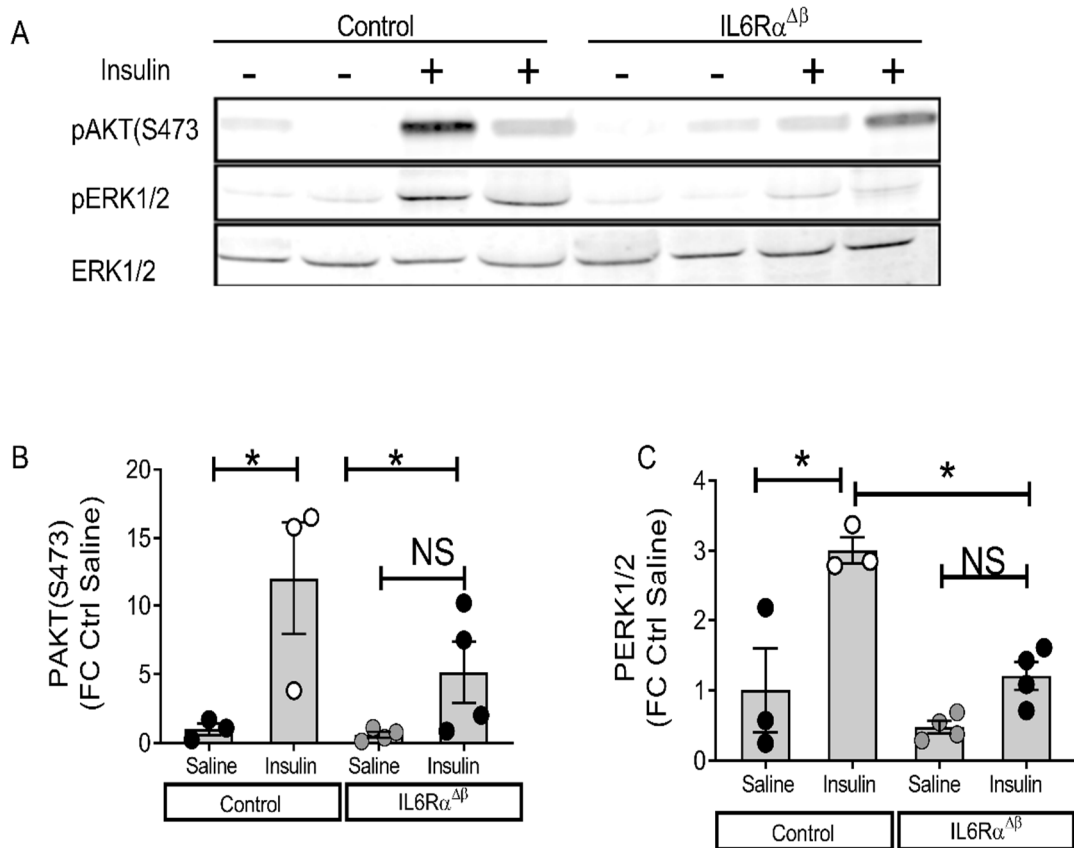 A
Control IL6Rα^Δβ
Insulin - - + + - - + +
pAKT(S473
pERK1/2
ERK1/2
B
PAKT(S473)
(FC Ctrl Saline)
20
15
10
5
0
* *
NS
Saline Insulin Saline Insulin
Control IL6Rα^Δβ
C
PERK1/2
(FC Ctrl Saline)
4
3
2
1
0
* *
NS
Saline Insulin Saline Insulin
Control IL6Rα^Δβ